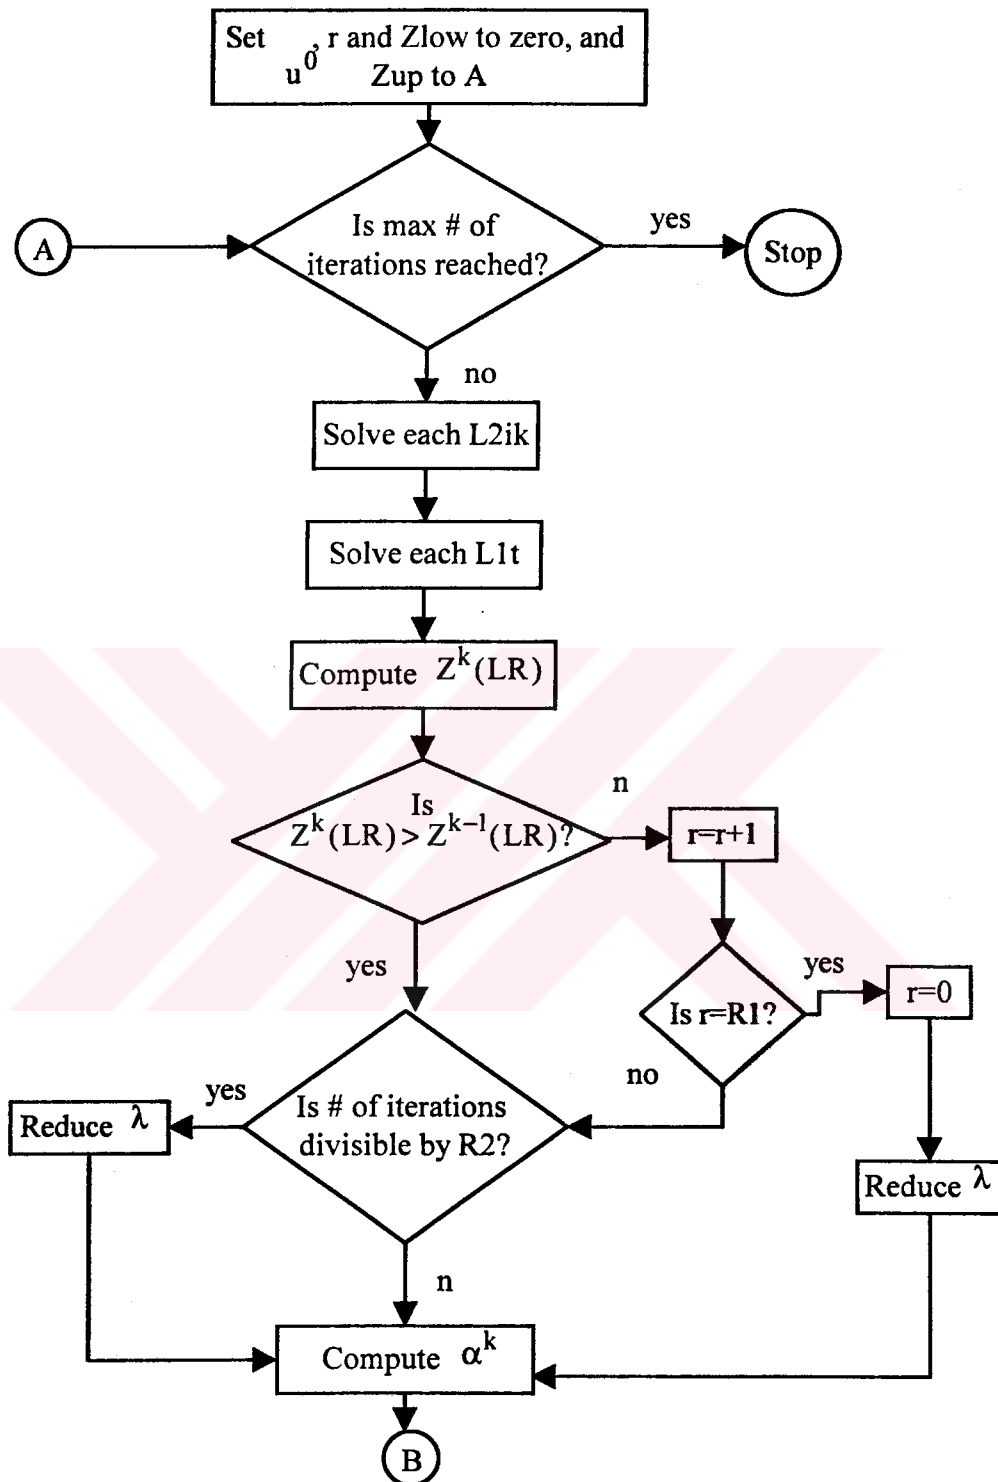 Set u^0, r and Zlow to zero, and
Zup to A
A
Is max # of
iterations reached?
yes
Stop
no
Solve each L2ik
Solve each L1t
Compute Z^k(LR)
Is
Z^k(LR) > Z^{k-1}(LR)?
n
r=r+1
yes
Is r=R1?
yes
r=0
no
Is # of iterations
divisible by R2?
yes
Reduce λ
Reduce λ
n
Compute α^k
B